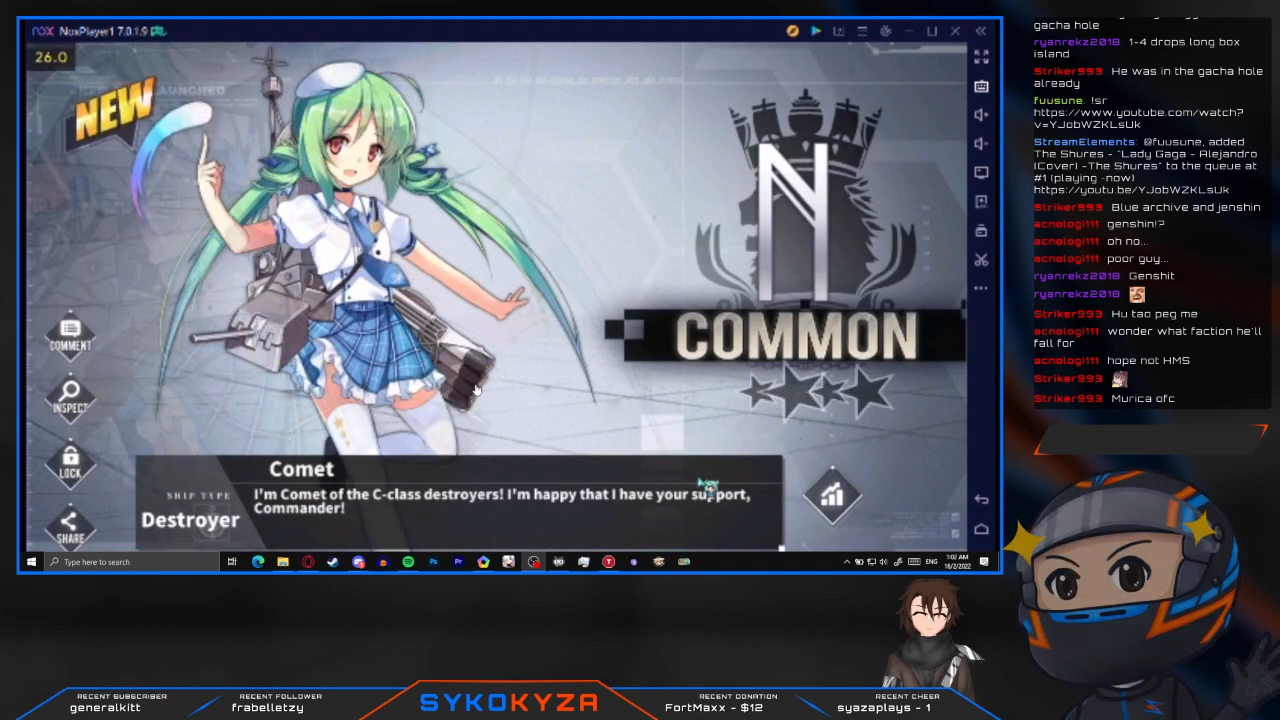 NoxPlayer1 7.0.1.9
26.0
NEW
LAUNCHED
COMMENT
INSPECT
LOCK
SHARE
N
COMMON
Comet
SHIP TYPE
Destroyer
I'm Comet of the C-class destroyers! I'm happy that I have your support,
Commander!
Type here to search
ENG
1:02 AM
16/2/2022
gacha hole
ryanrekz2018 1-4 drops long box
island
Striker993 He was in the gacha hole
already
fuusune: !sr
https://www.youtube.com/watch?
v=YJobWZKLsUk
StreamElements: @fuusune, added
The Shures - "Lady Gaga - Alejandro
(Cover) -The Shures" to the queue at
#1 (playing ~now)
https://youtu.be/YJobWZKLsUk
Striker993 Blue archive and jenshin
acnologi111 genshin!?
acnologi111 oh no...
acnologi111 poor guy...
ryanrekz2018 Genshit
ryanrekz2018
Striker993 Hu tao peg me
acnologi111 wonder what faction he'll
fall for
acnologi111 hope not HMS
Striker993
Striker993 Murica ofc
RECENT SUBSCRIBER
generalkitt
RECENT FOLLOWER
frabelletzy
SYKOKYZA
RECENT DONATION
FortMaxx - $12
RECENT CHEER
syazaplays - 1